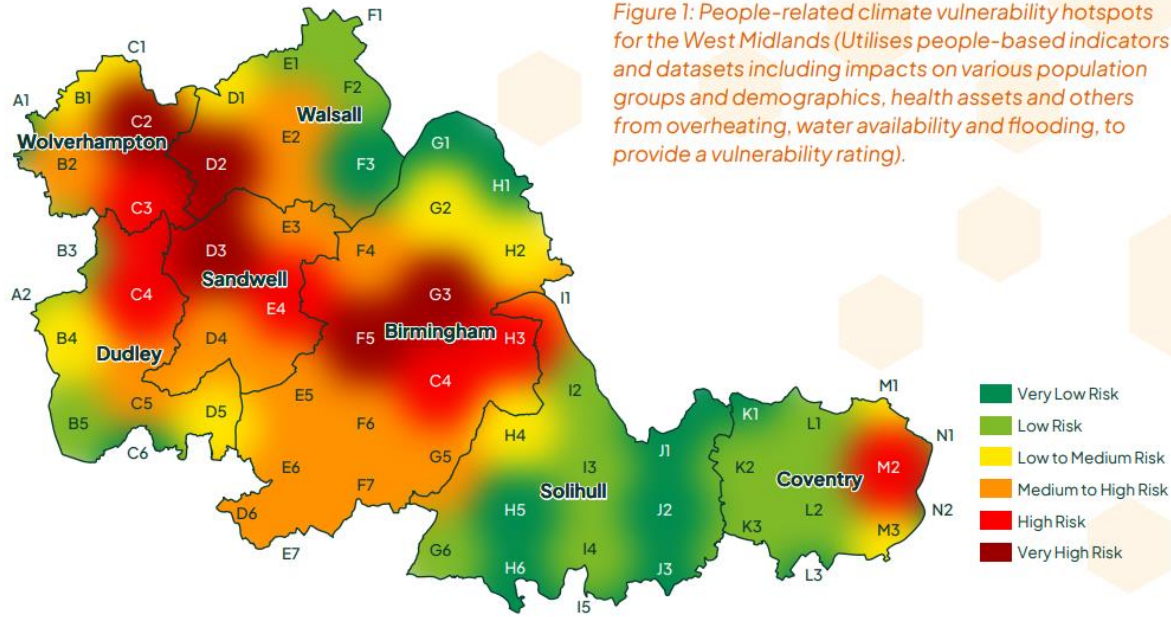 Figure 1: People-related climate vulnerability hotspots
for the West Midlands (Utilises people-based indicators
and datasets including impacts on various population
groups and demographics, health assets and others
from overheating, water availability and flooding, to
provide a vulnerability rating).
F1
C1
E1
F2
A1
B1
D1
Walsall
C2
Wolverhampton
E2
G1
B2
D2
F3
H1
C3
G2
E3
B3
D3
F4
H2
Sandwell
A2
C4
G3
I1
E4
B4
D4
F5
Birmingham
H3
Dudley
C4
I2
M1
E5
C5
D5
K1
B5
F6
H4
L1
N1
C6
J1
E6
G5
I3
K2
M2
F7
Solihull
Coventry
D6
H5
J2
L2
N2
K3
M3
E7
G6
I4
H6
J3
L3
I5
Very Low Risk
Low Risk
Low to Medium Risk
Medium to High Risk
High Risk
Very High Risk